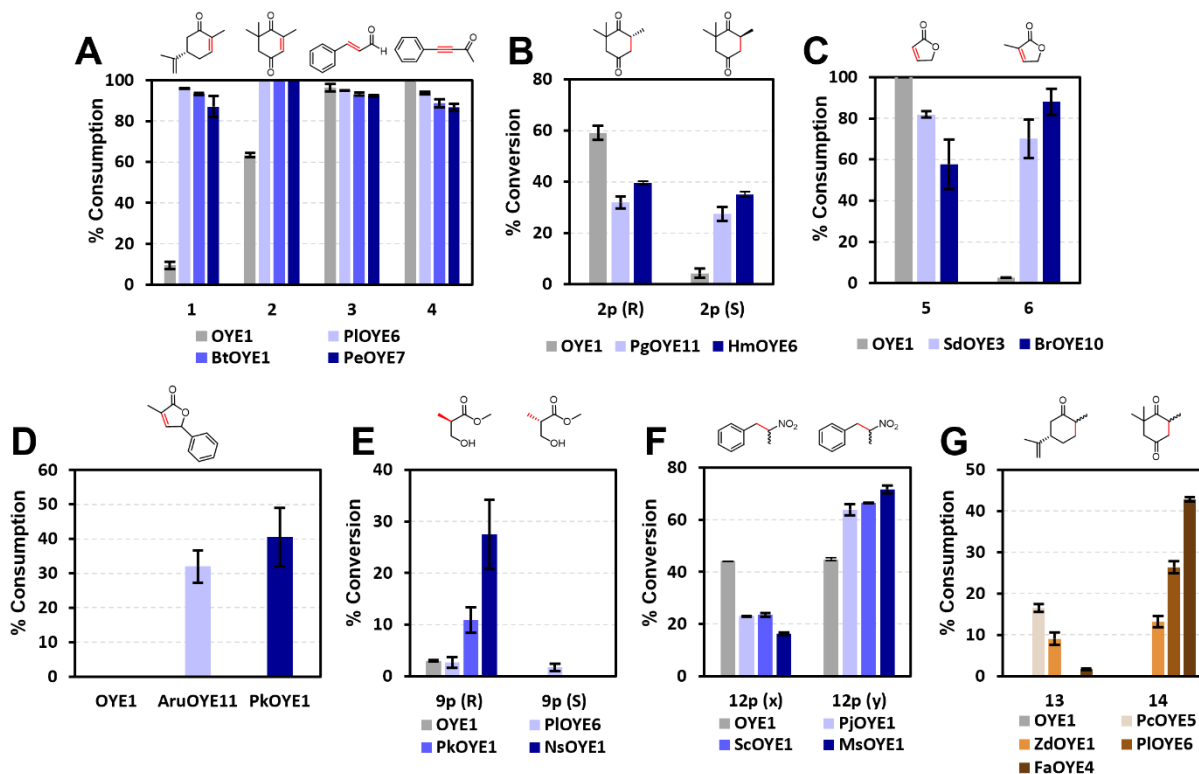 A
B
C
O
O
O
H
O
O
O
O
O
O
O
O
O
% Consumption
100
80
60
40
20
0
1 2 3 4
OYE1 PlOYE6
BtOYE1 PeOYE7
% Conversion
80
60
40
20
0
2p (R) 2p (S)
OYE1 PgOYE11 HmOYE6
% Consumption
100
80
60
40
20
0
5 6
OYE1 SdOYE3 BrOYE10
D
E
F
G
O
O
O
O
OH
O
O
OH
NO2
NO2
O
O
O
% Consumption
60
50
40
30
20
10
0
OYE1 AruOYE11 PkOYE1
% Conversion
40
30
20
10
0
9p (R) 9p (S)
OYE1 PlOYE6
PkOYE1 NsOYE1
% Conversion
80
60
40
20
0
12p (x) 12p (y)
OYE1 PjOYE1
ScOYE1 MsOYE1
% Consumption
50
40
30
20
10
0
13 14
OYE1 PcOYE5
ZdOYE1 PlOYE6
FaOYE4